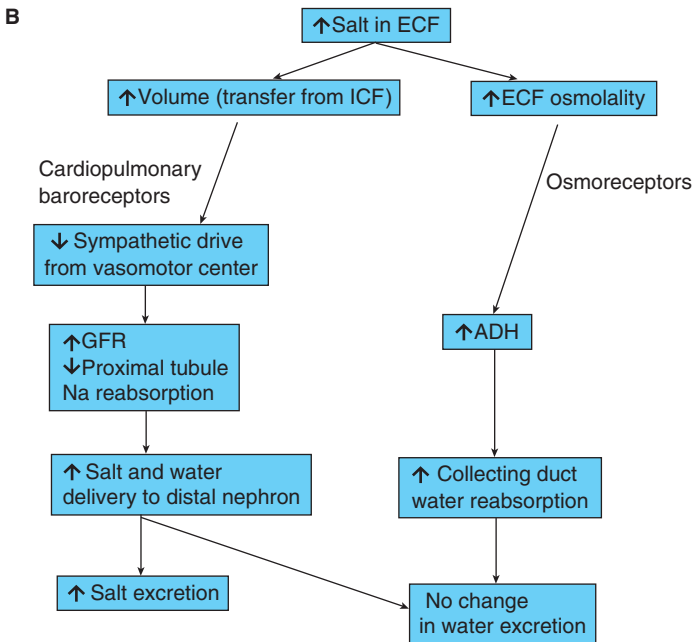 B
↑Salt in ECF
↑Volume (transfer from ICF)
↑ECF osmolality
Cardiopulmonary
baroreceptors
Osmoreceptors
↓ Sympathetic drive
from vasomotor center
↑GFR
↓Proximal tubule
Na reabsorption
↑ADH
↑ Salt and water
delivery to distal nephron
↑ Collecting duct
water reabsorption
↑ Salt excretion
No change
in water excretion